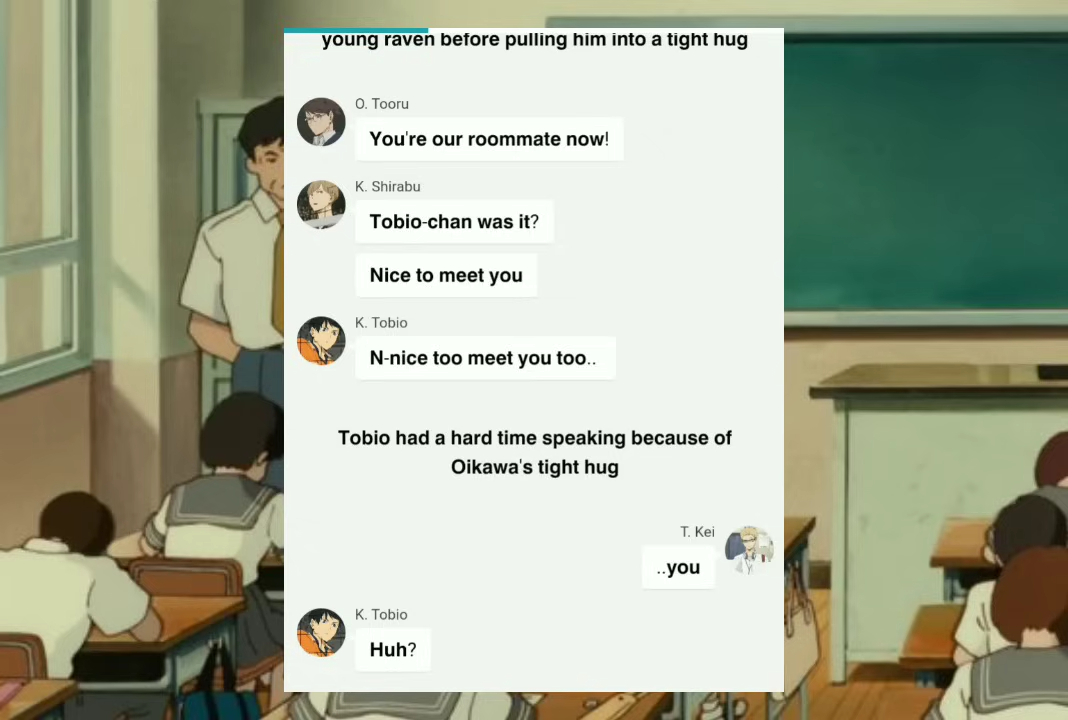 young raven before pulling him into a tight hug
O. Tooru
You're our roommate now!
K. Shirabu
Tobio-chan was it?
Nice to meet you
K. Tobio
N-nice too meet you too..
Tobio had a hard time speaking because of
Oikawa's tight hug
T. Kei
..you
K. Tobio
Huh?